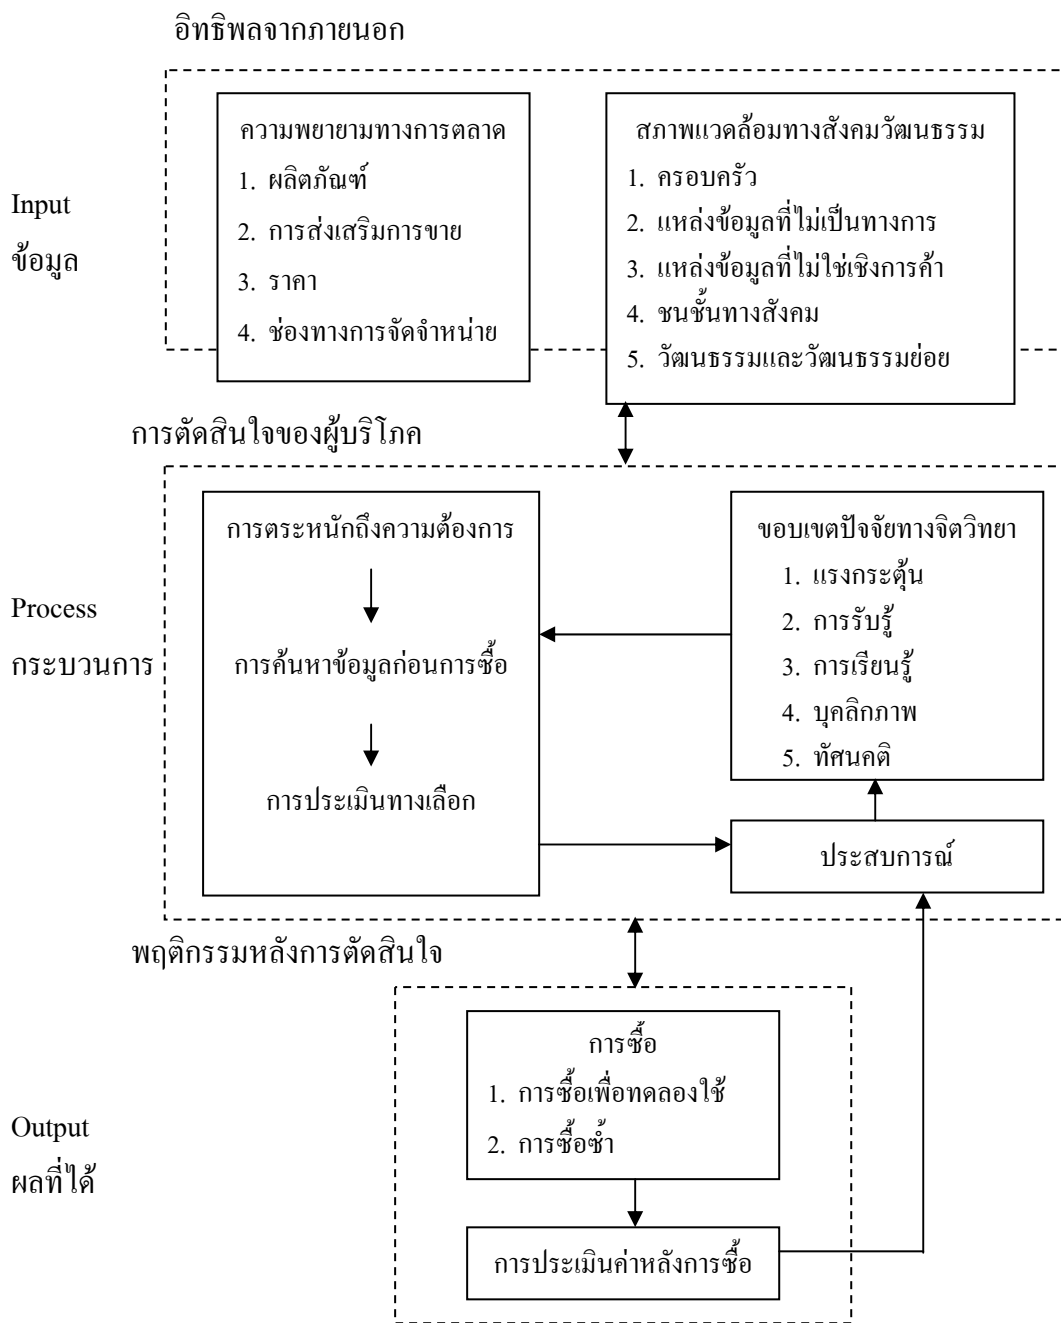 อิทธิพลจากภายนอก
ความพยายามทางการตลาด
1. ผลิตภัณฑ์
2. การส่งเสริมการขาย
3. ราคา
4. ช่องทางการจัดจำหน่าย
สภาพแวดล้อมทางสังคมวัฒนธรรม
1. ครอบครัว
2. แหล่งข้อมูลที่ไม่เป็นทางการ
3. แหล่งข้อมูลที่ไม่ใช่เชิงการค้า
4. ชนชั้นทางสังคม
5. วัฒนธรรมและวัฒนธรรมย่อย
Input
ข้อมูล
การตัดสินใจของผู้บริโภค
การตระหนักถึงความต้องการ
การค้นหาข้อมูลก่อนการซื้อ
การประเมินทางเลือก
ขอบเขตปัจจัยทางจิตวิทยา
1. แรงกระตุ้น
2. การรับรู้
3. การเรียนรู้
4. บุคลิกภาพ
5. ทัศนคติ
ประสบการณ์
Process
กระบวนการ
พฤติกรรมหลังการตัดสินใจ
การซื้อ
1. การซื้อเพื่อทดลองใช้
2. การซื้อซ้ำ
การประเมินค่าหลังการซื้อ
Output
ผลที่ได้